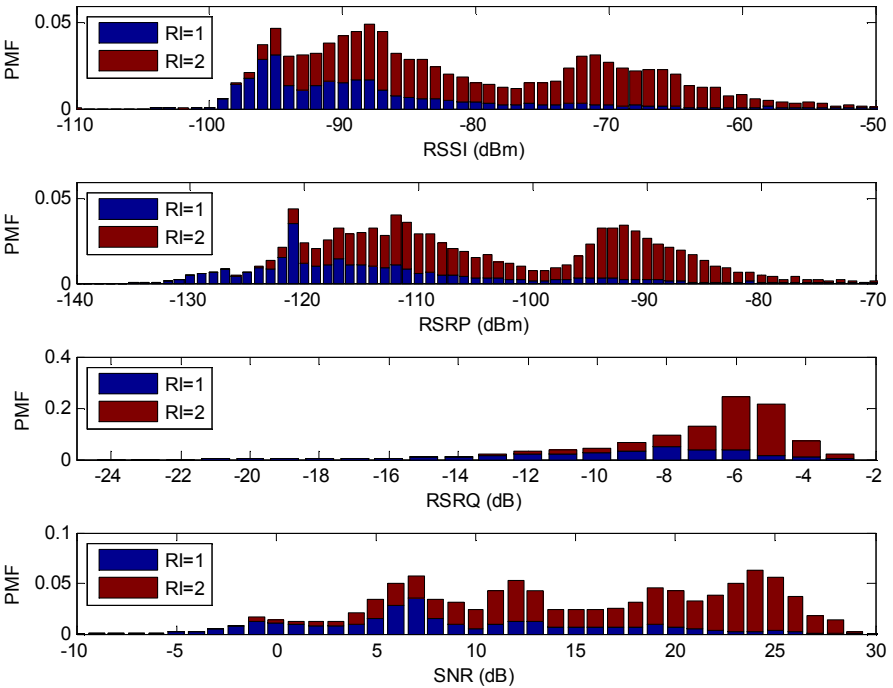 0.05
0
PMF
RI=1
RI=2
-110 -100 -90 -80 -70 -60 -50
RSSI (dBm)
0.05
0
PMF
RI=1
RI=2
-140 -130 -120 -110 -100 -90 -80 -70
RSRP (dBm)
0.4
0.2
0
PMF
RI=1
RI=2
-24 -22 -20 -18 -16 -14 -12 -10 -8 -6 -4 -2
RSRQ (dB)
0.1
0.05
0
PMF
RI=1
RI=2
-10 -5 0 5 10 15 20 25 30
SNR (dB)